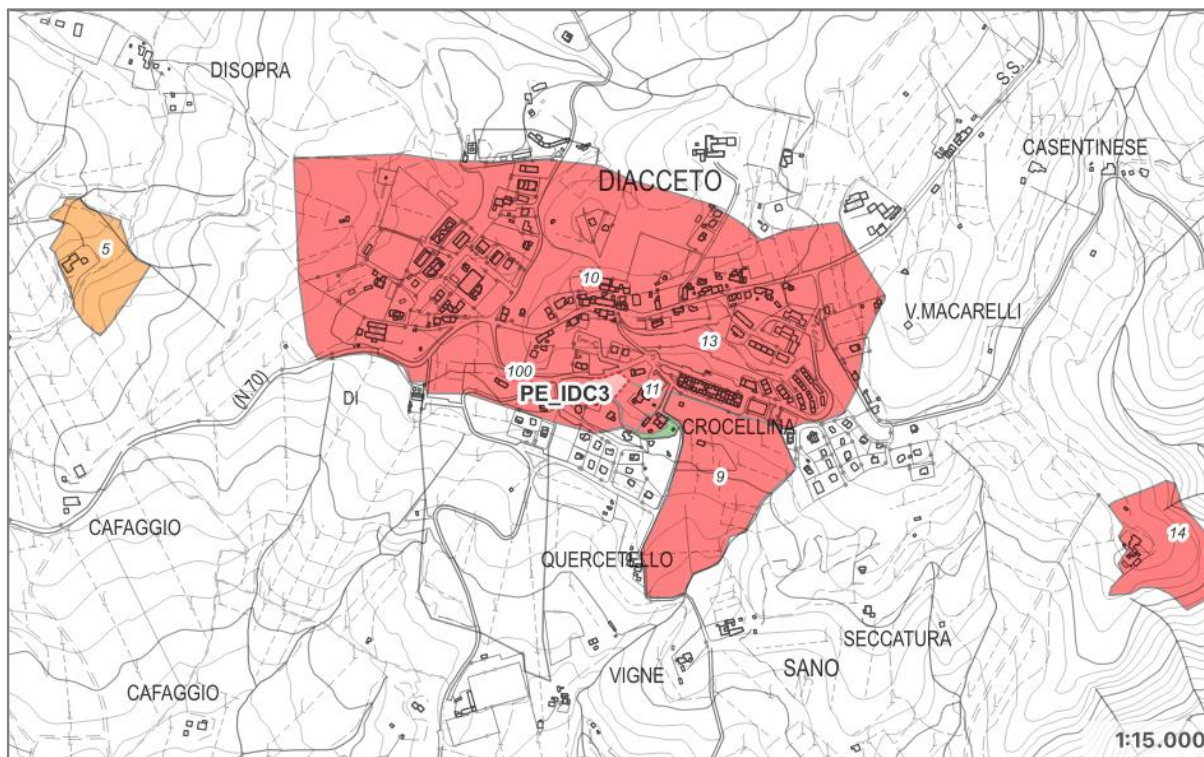 DISOPRA
S.S.
CASENTINESE
DIACCETO
5
10
V.MACARELLI
13
100
11
(N.70)
DI
PE_IDC3
CROCELLINA
9
CAFAGGIO
14
QUERCETELLO
SECCATURA
VIGNE
SANO
CAFAGGIO
1:15.000